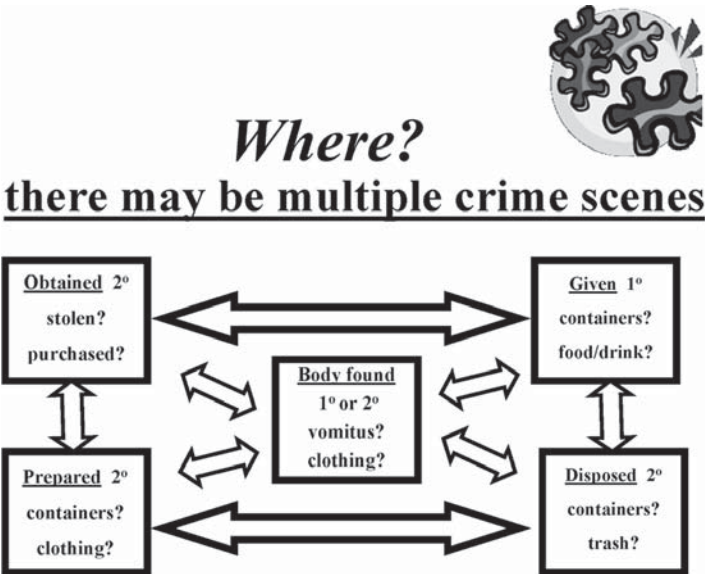 Where?
there may be multiple crime scenes
Obtained 2º
stolen?
purchased?
Given 1º
containers?
food/drink?
Body found
1º or 2º
vomitus?
clothing?
Prepared 2º
containers?
clothing?
Disposed 2º
containers?
trash?